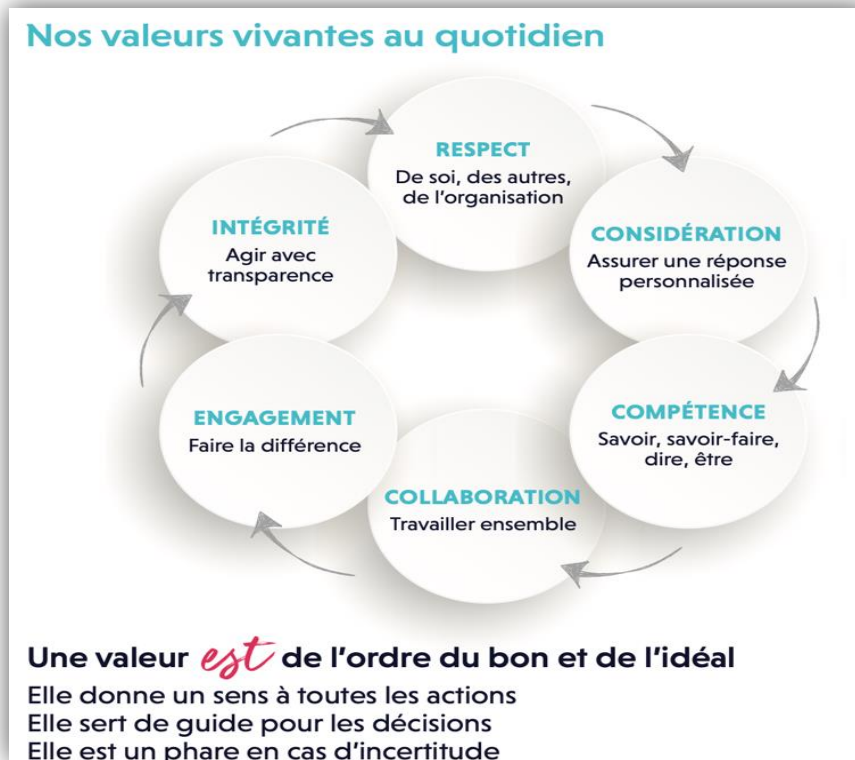 Nos valeurs vivantes au quotidien
RESPECT
De soi, des autres,
de l'organisation
CONSIDÉRATION
Assurer une réponse
personnalisée
COMPÉTENCE
Savoir, savoir-faire,
dire, être
COLLABORATION
Travailler ensemble
ENGAGEMENT
Faire la différence
INTÉGRITÉ
Agir avec
transparence
Une valeur est de l'ordre du bon et de l'idéal
Elle donne un sens à toutes les actions
Elle sert de guide pour les décisions
Elle est un phare en cas d'incertitude